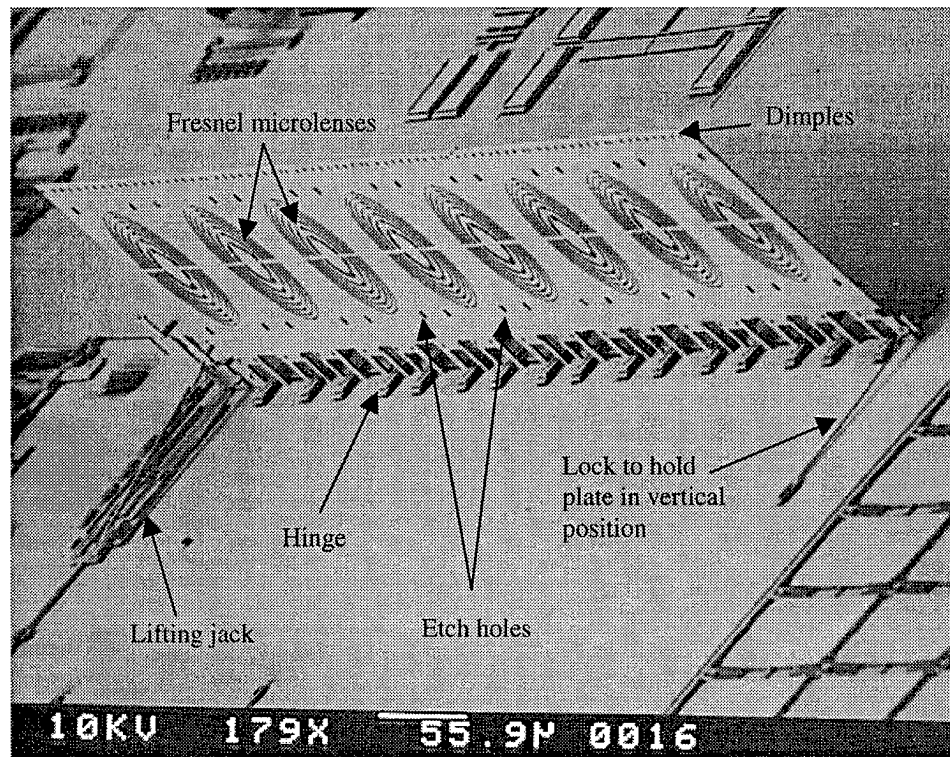 Fresnel microlenses
Dimples
Lock to hold
plate in vertical
position
Hinge
Etch holes
Lifting jack
10KV 179X 55.9µ 0016